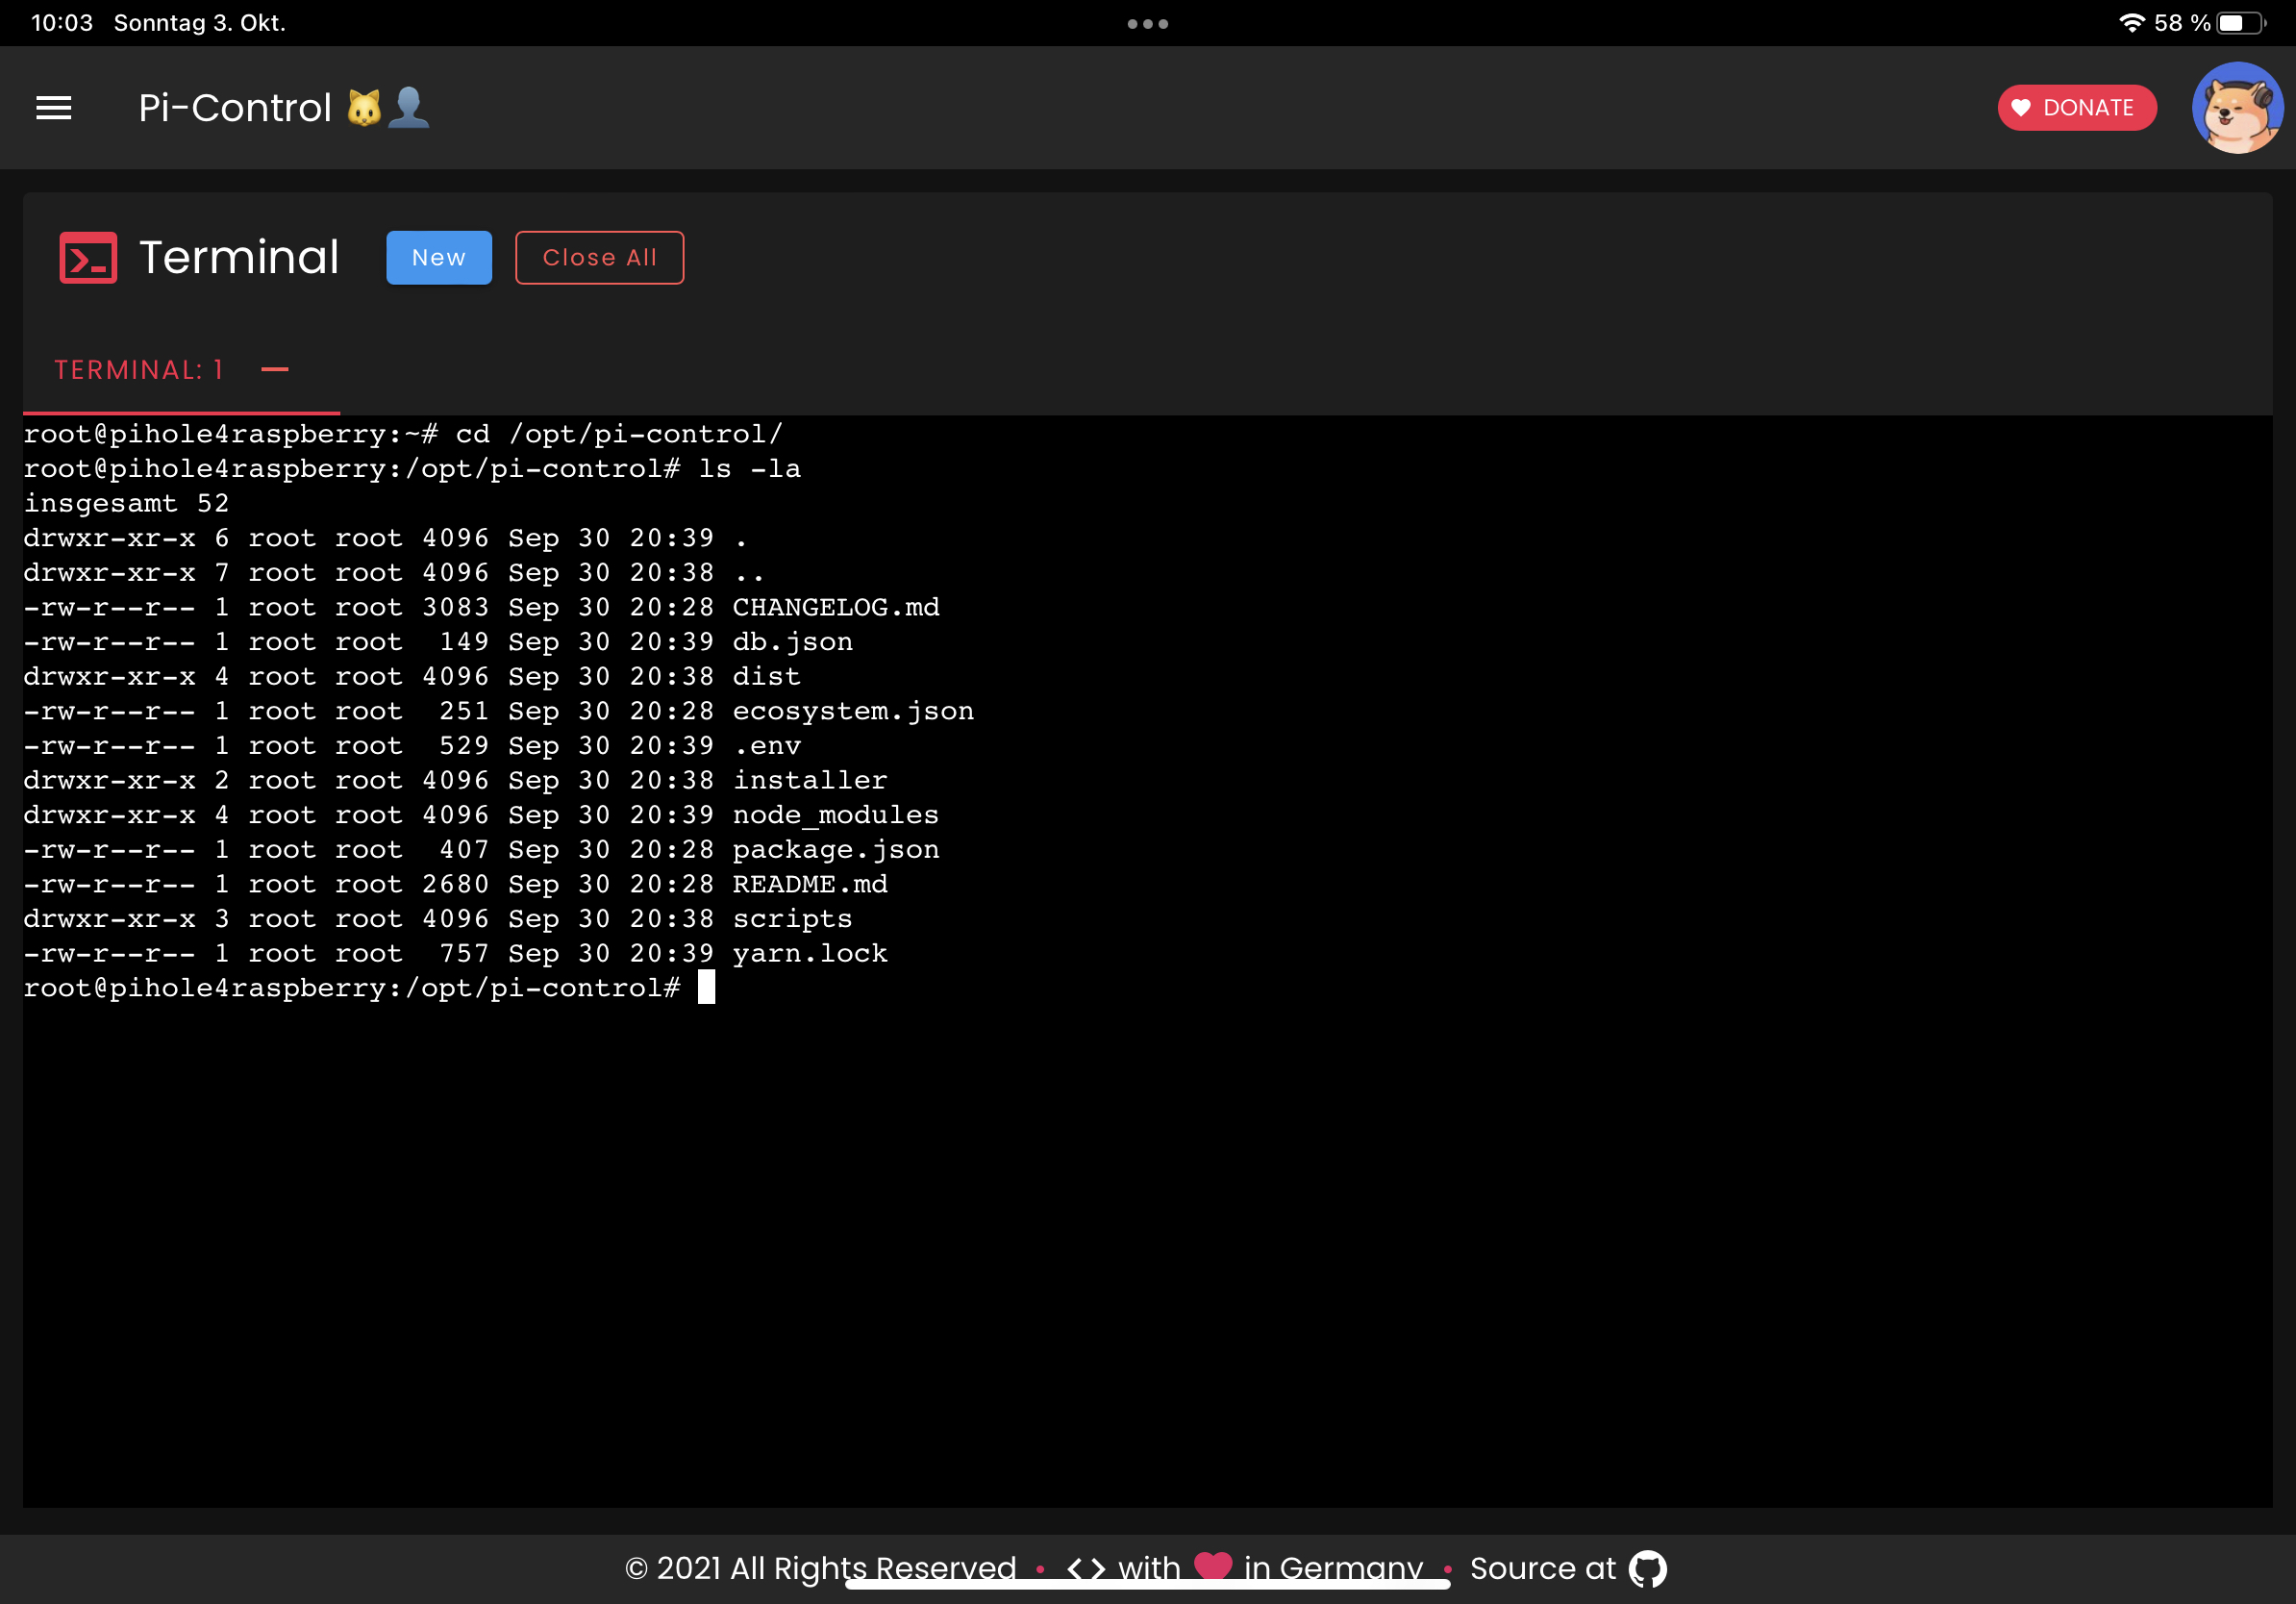 10:03 Sonntag 3. Okt.
58 %
Pi-Control
DONATE
Terminal
New
Close All
TERMINAL: 1
root@pihole4raspberry:~# cd /opt/pi-control/
root@pihole4raspberry:/opt/pi-control# ls -la
insgesamt 52
drwxr-xr-x 6 root root 4096 Sep 30 20:39 .
drwxr-xr-x 7 root root 4096 Sep 30 20:38 ..
-rw-r--r-- 1 root root 3083 Sep 30 20:28 CHANGELOG.md
-rw-r--r-- 1 root root  149 Sep 30 20:39 db.json
drwxr-xr-x 4 root root 4096 Sep 30 20:38 dist
-rw-r--r-- 1 root root  251 Sep 30 20:28 ecosystem.json
-rw-r--r-- 1 root root  529 Sep 30 20:39 .env
drwxr-xr-x 2 root root 4096 Sep 30 20:38 installer
drwxr-xr-x 4 root root 4096 Sep 30 20:39 node_modules
-rw-r--r-- 1 root root  407 Sep 30 20:28 package.json
-rw-r--r-- 1 root root 2680 Sep 30 20:28 README.md
drwxr-xr-x 3 root root 4096 Sep 30 20:38 scripts
-rw-r--r-- 1 root root  757 Sep 30 20:39 yarn.lock
root@pihole4raspberry:/opt/pi-control#
© 2021 All Rights Reserved • <> with ❤ in Germany • Source at